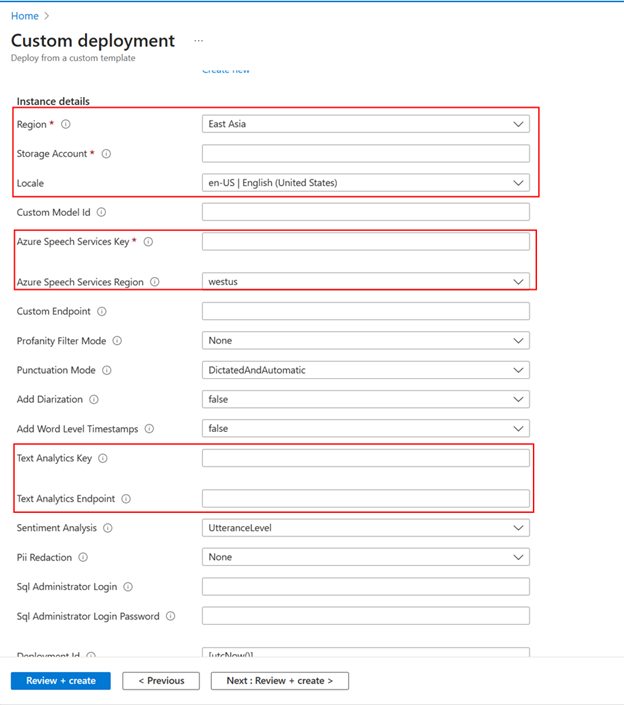 Home
Custom deployment ...
Deploy from a custom template
Create new
Instance details
Region * East Asia
Storage Account *
Locale en-US | English (United States)
Custom Model Id
Azure Speech Services Key *
Azure Speech Services Region westus
Custom Endpoint
Profanity Filter Mode None
Punctuation Mode DictatedAndAutomatic
Add Diarization false
Add Word Level Timestamps false
Text Analytics Key
Text Analytics Endpoint
Sentiment Analysis UtteranceLevel
Pii Redaction None
Sql Administrator Login
Sql Administrator Login Password
Deployment Id [utcNow()]
Review + create < Previous Next : Review + create >